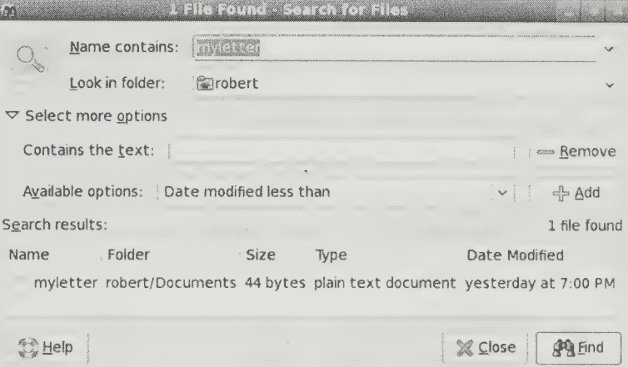 1 File Found - Search for Files
Name contains: myletter
Look in folder: robert
Select more options
Contains the text: Remove
Available options: Date modified less than Add
Search results: 1 file found
Name Folder Size Type Date Modified
myletter robert/Documents 44 bytes plain text document yesterday at 7:00 PM
Help Close Find